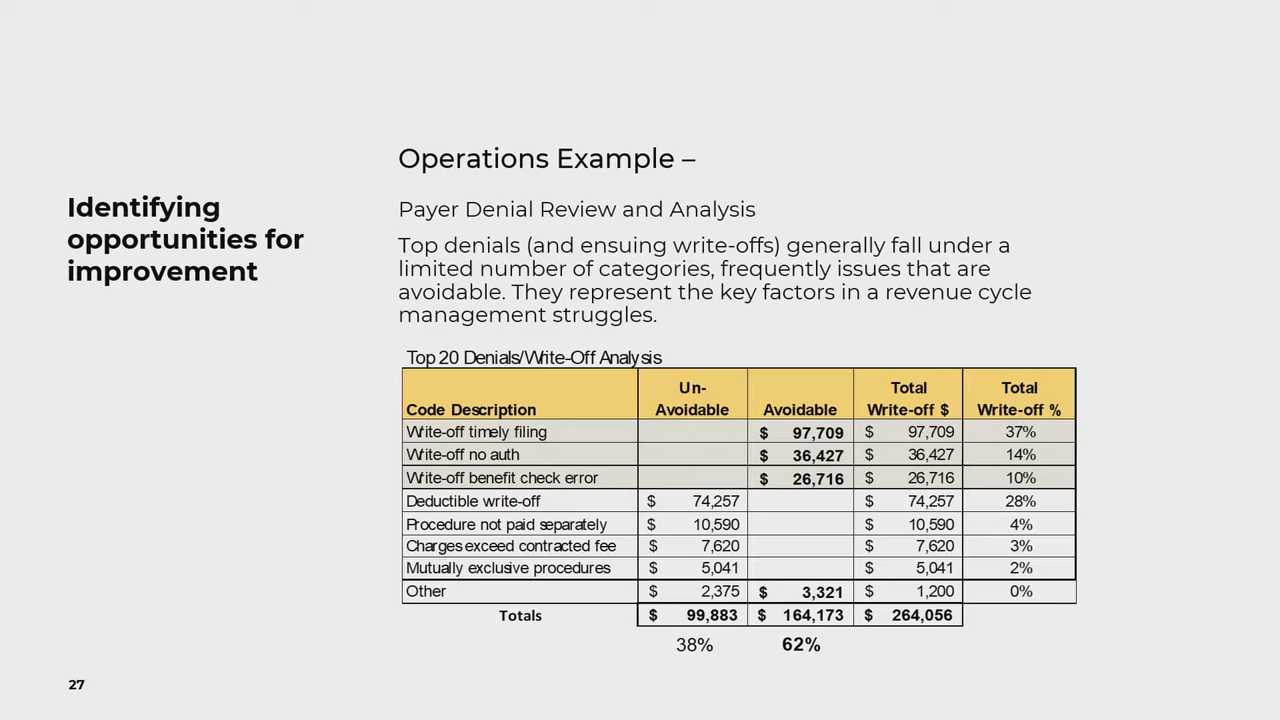 Identifying
opportunities for
improvement
Operations Example –
Payer Denial Review and Analysis
Top denials (and ensuing write-offs) generally fall under a
limited number of categories, frequently issues that are
avoidable. They represent the key factors in a revenue cycle
management struggles.
Top 20 Denials/Write-Off Analysis
Code Description Un-Avoidable Avoidable Total Write-off $ Total Write-off %
Write-off timely filing $ 97,709 $ 97,709 37%
Write-off no auth $ 36,427 $ 36,427 14%
Write-off benefit check error $ 26,716 $ 26,716 10%
Deductible write-off $ 74,257 $ 74,257 28%
Procedure not paid separately $ 10,590 $ 10,590 4%
Charges exceed contracted fee $ 7,620 $ 7,620 3%
Mutually exclusive procedures $ 5,041 $ 5,041 2%
Other $ 2,375 $ 3,321 $ 1,200 0%
Totals $ 99,883 $ 164,173 $ 264,056
38% 62%
27